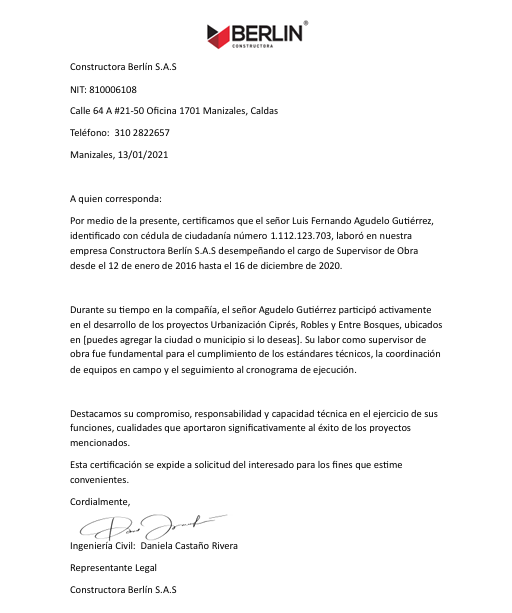 BERLIN®
CONSTRUCTORA
Constructora Berlín S.A.S
NIT: 810006108
Calle 64 A #21-50 Oficina 1701 Manizales, Caldas
Teléfono:  310 2822657
Manizales, 13/01/2021
A quien corresponda:
Por medio de la presente, certificamos que el señor Luis Fernando Agudelo Gutiérrez,
identificado con cédula de ciudadanía número 1.112.123.703, laboró en nuestra
empresa Constructora Berlín S.A.S desempeñando el cargo de Supervisor de Obra
desde el 12 de enero de 2016 hasta el 16 de diciembre de 2020.
Durante su tiempo en la compañía, el señor Agudelo Gutiérrez participó activamente
en el desarrollo de los proyectos Urbanización Ciprés, Robles y Entre Bosques, ubicados
en [puedes agregar la ciudad o municipio si lo deseas]. Su labor como supervisor de
obra fue fundamental para el cumplimiento de los estándares técnicos, la coordinación
de equipos en campo y el seguimiento al cronograma de ejecución.
Destacamos su compromiso, responsabilidad y capacidad técnica en el ejercicio de sus
funciones, cualidades que aportaron significativamente al éxito de los proyectos
mencionados.
Esta certificación se expide a solicitud del interesado para los fines que estime
convenientes.
Cordialmente,
Ingeniería Civil:  Daniela Castaño Rivera
Representante Legal
Constructora Berlín S.A.S